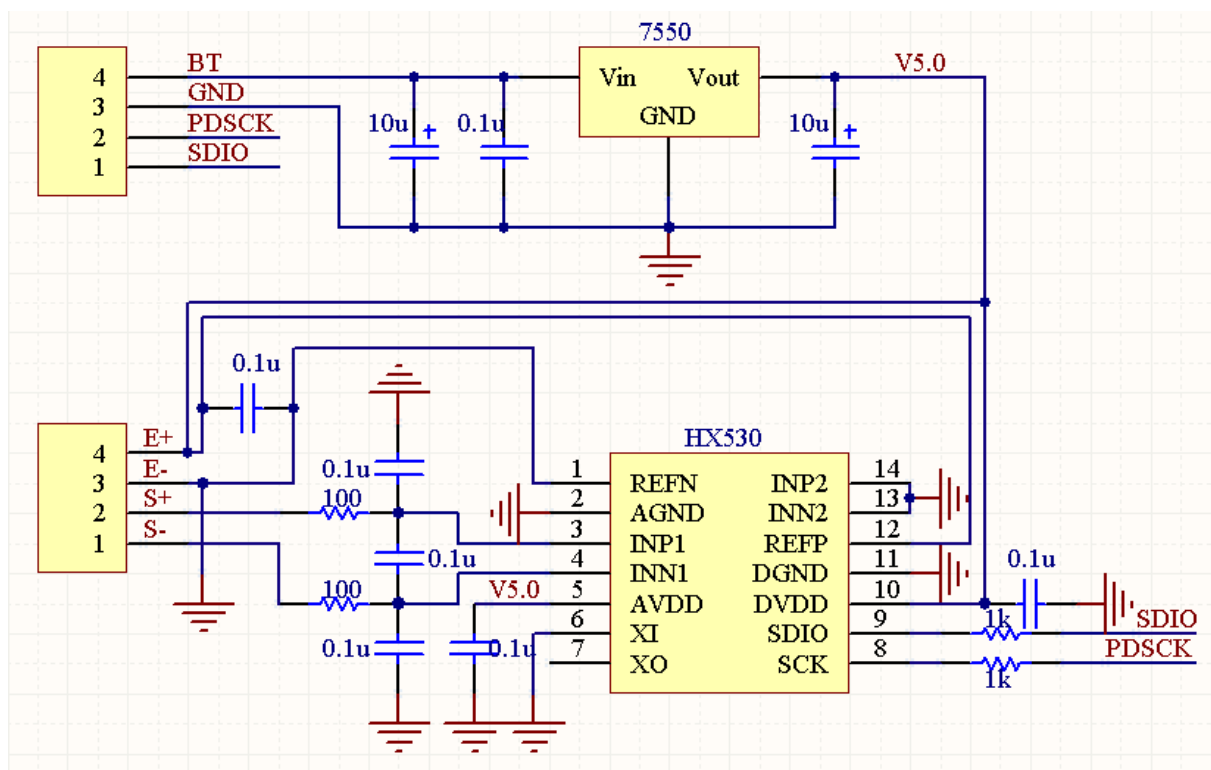 7550
4 BT
3 GND
2 PDSCK
1 SDIO
10u +
0.1u
Vin Vout
GND
10u +
V5.0
0.1u
4 E+
3 E-
2 S+
1 S-
0.1u
100
0.1u
100
0.1u
V5.0
0.1u
HX530
1 REFN INP2 14
2 AGND INN2 13
3 INP1 REFP 12
4 INN1 DGND 11
5 AVDD DVDD 10
6 XI SDIO 9
7 XO SCK 8
0.1u
1k SDIO
1k PDSCK